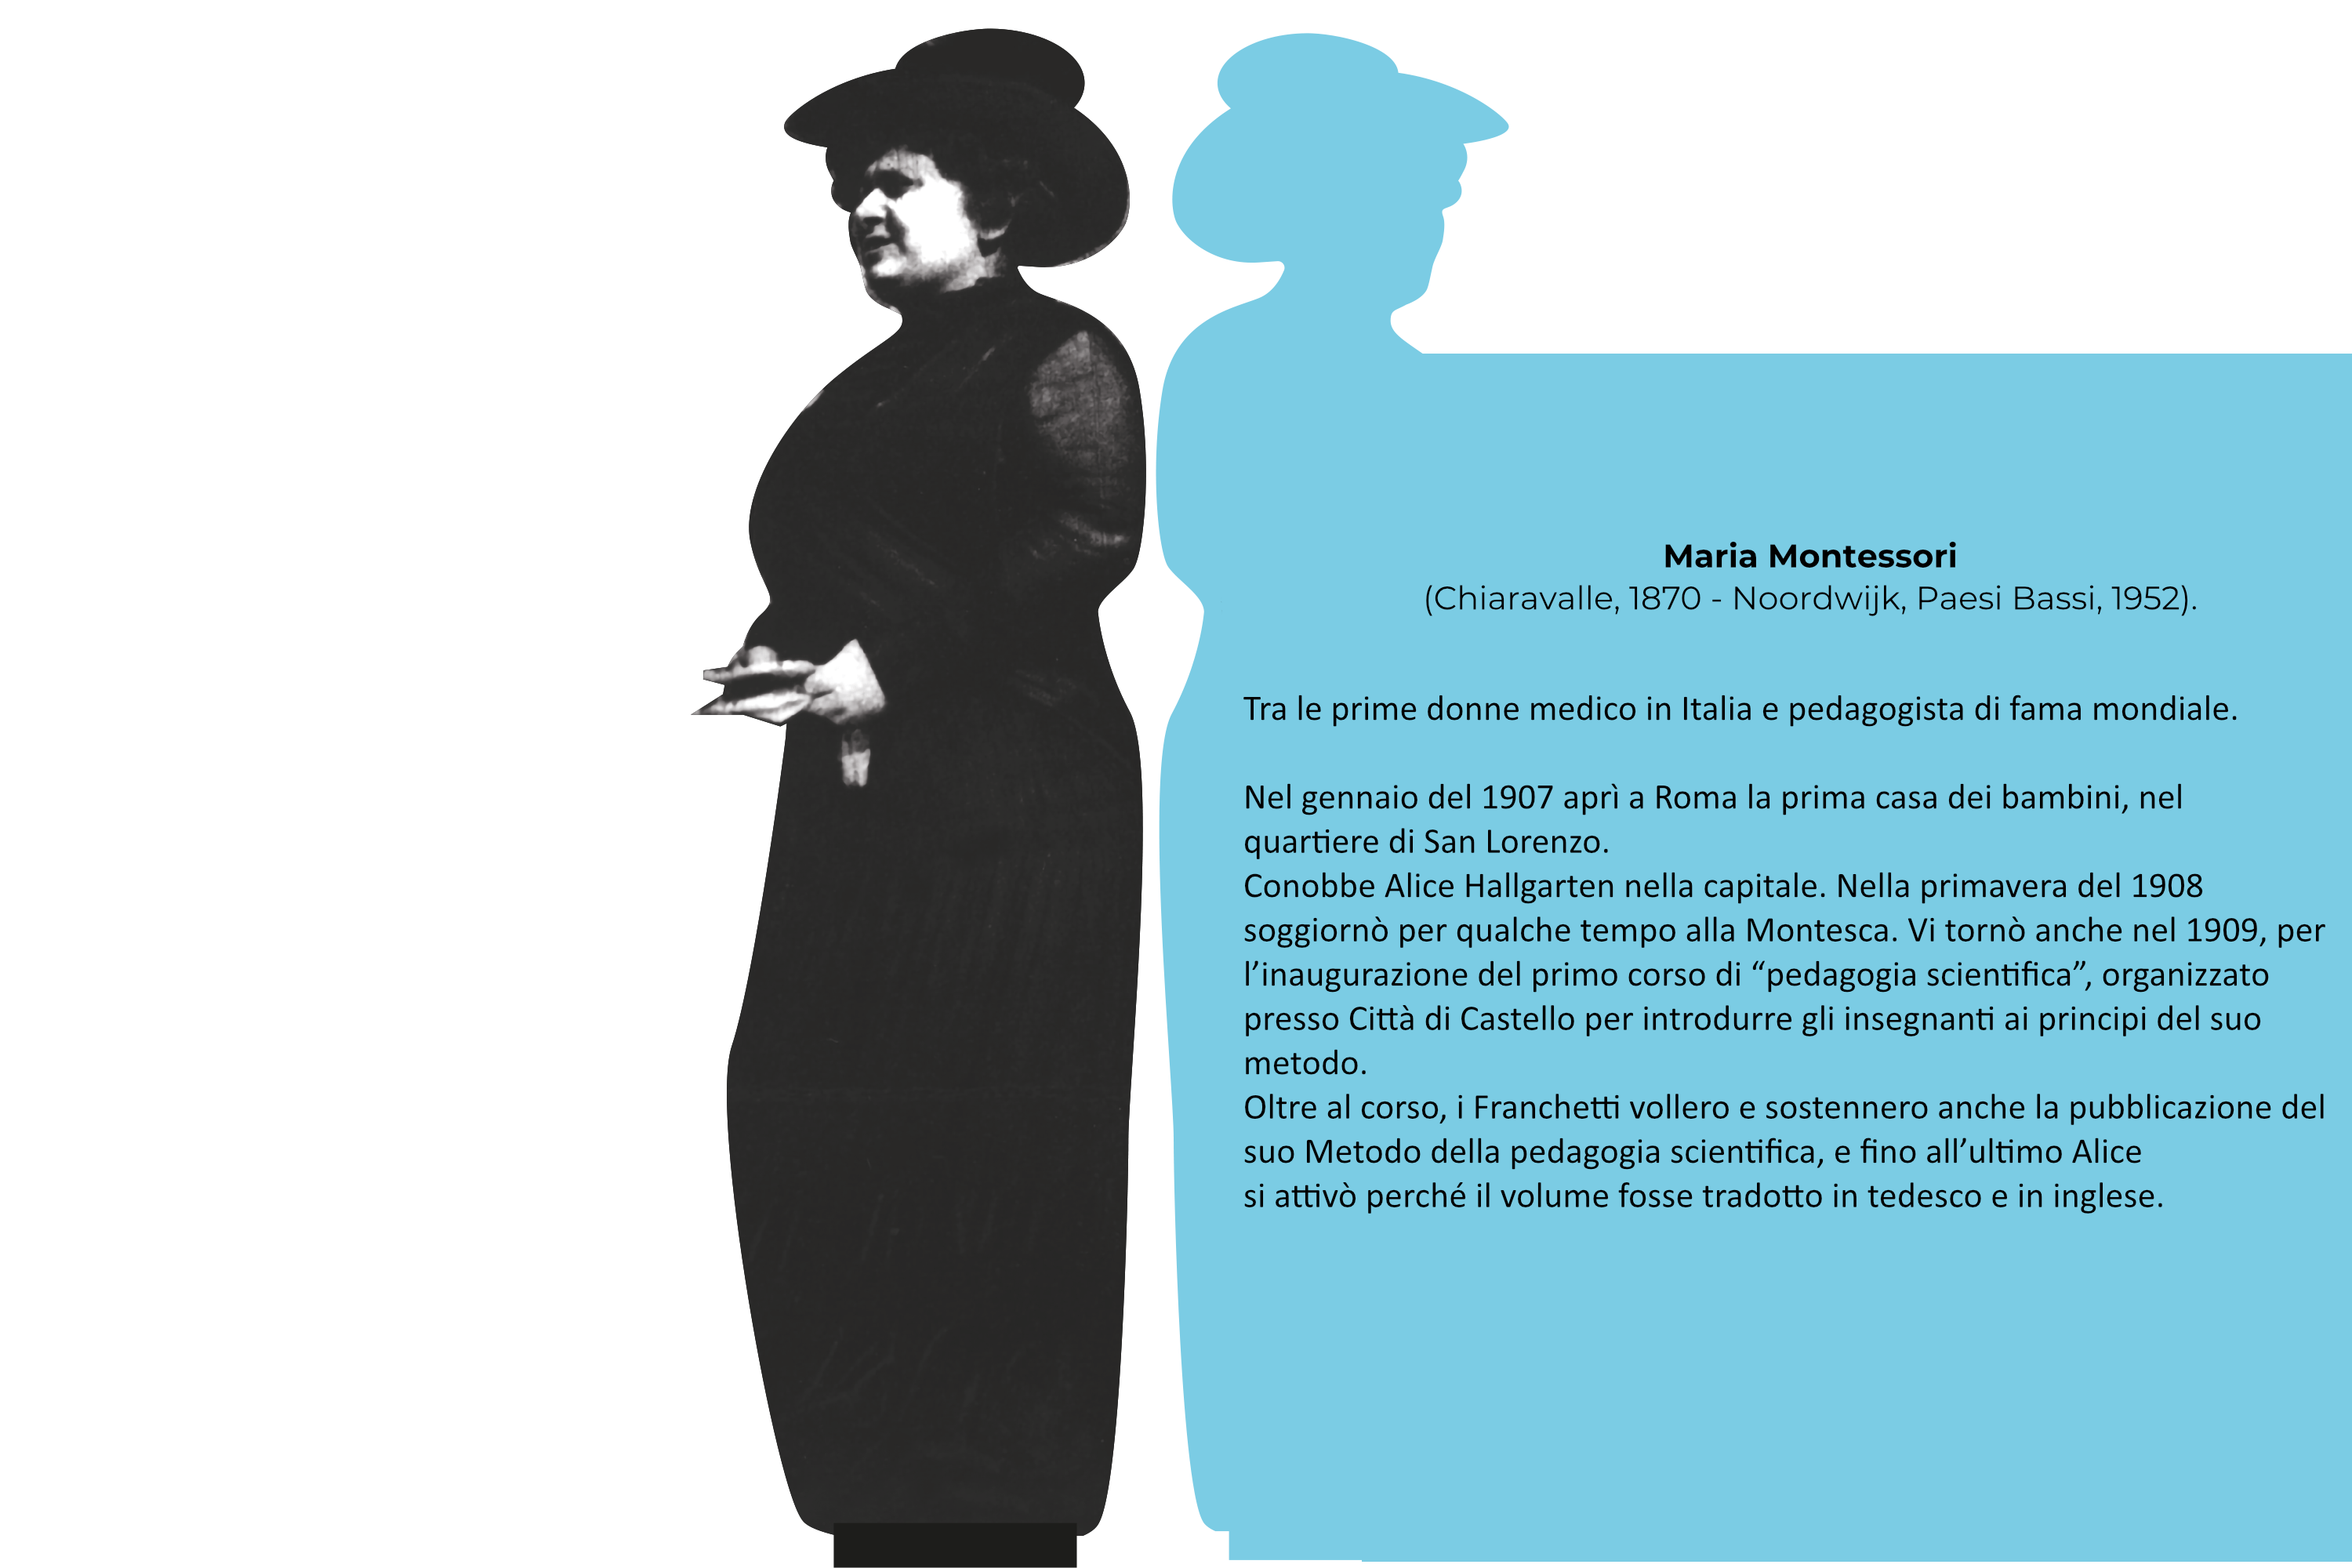 Maria Montessori
(Chiaravalle, 1870 - Noordwijk, Paesi Bassi, 1952).
Tra le prime donne medico in Italia e pedagogista di fama mondiale.
Nel gennaio del 1907 aprì a Roma la prima casa dei bambini, nel
quartiere di San Lorenzo.
Conobbe Alice Hallgarten nella capitale. Nella primavera del 1908
soggiornò per qualche tempo alla Montesca. Vi tornò anche nel 1909, per
l’inaugurazione del primo corso di “pedagogia scientifica”, organizzato
presso Città di Castello per introdurre gli insegnanti ai principi del suo
metodo.
Oltre al corso, i Franchetti vollero e sostennero anche la pubblicazione del
suo Metodo della pedagogia scientifica, e fino all’ultimo Alice
si attivò perché il volume fosse tradotto in tedesco e in inglese.